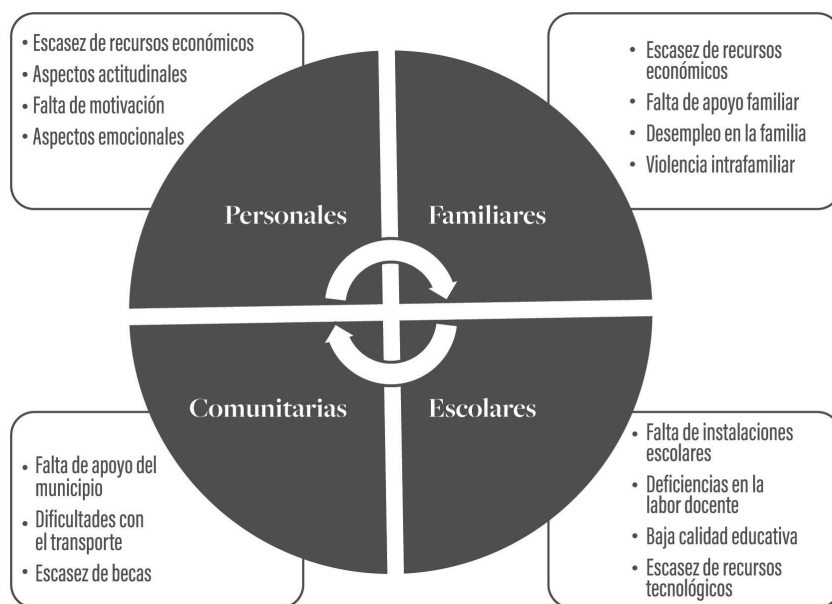 • Escasez de recursos económicos
• Aspectos actitudinales
• Falta de motivación
• Aspectos emocionales
• Escasez de recursos
económicos
• Falta de apoyo familiar
• Desempleo en la familia
• Violencia intrafamiliar
Personales
Familiares
Comunitarias
Escolares
• Falta de apoyo del
municipio
• Dificultades con
el transporte
• Escasez de becas
• Falta de instalaciones
escolares
• Deficiencias en la
labor docente
• Baja calidad educativa
• Escasez de recursos
tecnológicos